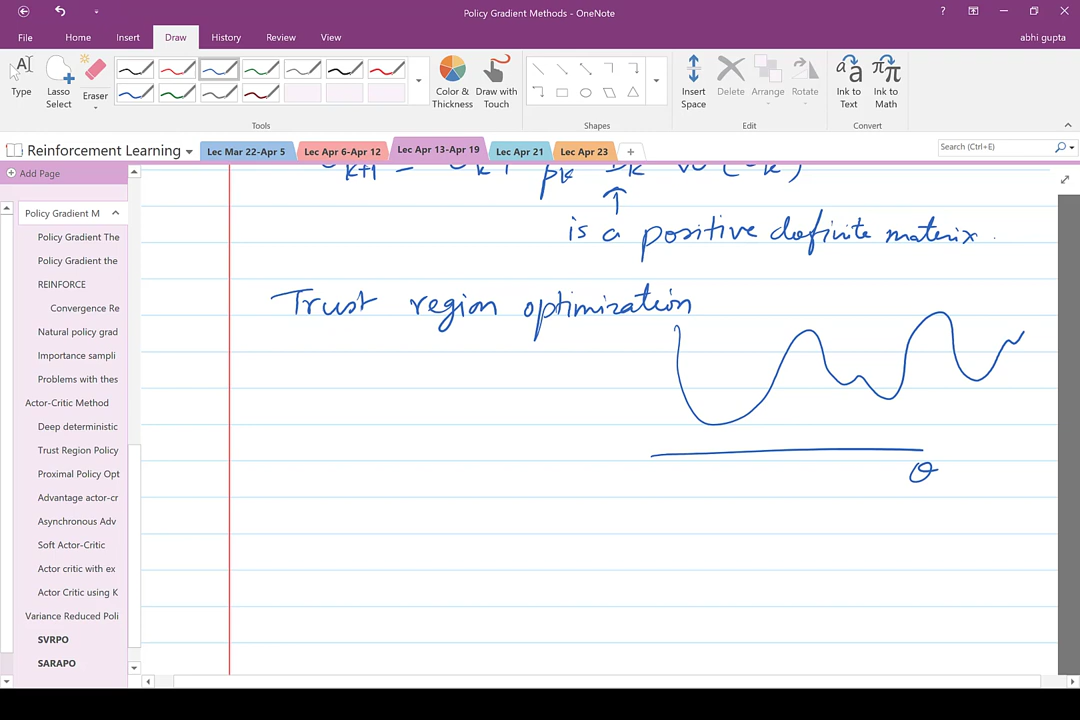 Policy Gradient Methods - OneNote
?
File Home Insert Draw History Review View
abhi gupta
Type
Lasso Select
Eraser
Color & Thickness
Draw with Touch
Insert Space
Delete
Arrange
Rotate
Ink to Text
Ink to Math
Tools
Shapes
Edit
Convert
Reinforcement Learning
Lec Mar 22-Apr 5
Lec Apr 6-Apr 12
Lec Apr 13-Apr 19
Lec Apr 21
Lec Apr 23
Search (Ctrl+E)
Add Page
Policy Gradient M
Policy Gradient The
Policy Gradient the
REINFORCE
Convergence Re
Natural policy grad
Importance sampli
Problems with thes
Actor-Critic Method
Deep deterministic
Trust Region Policy
Proximal Policy Opt
Advantage actor-cr
Asynchronous Adv
Soft Actor-Critic
Actor critic with ex
Actor Critic using K
Variance Reduced Poli
SVRPO
SARAPO
is a positive definite materix.
Trust region optimization
θ